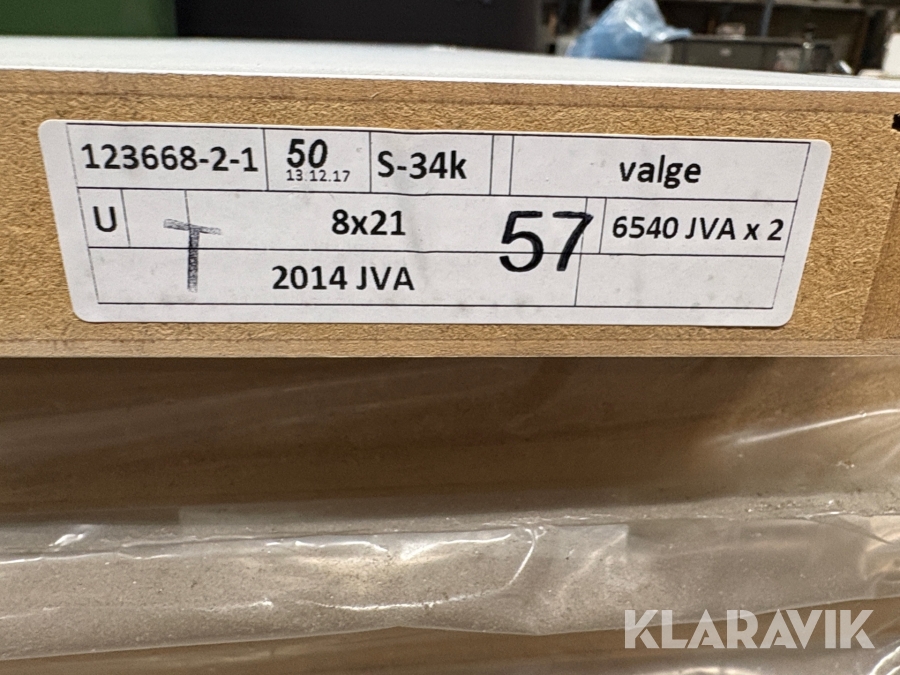 123668-2-1 50 S-34k valge
13.12.17
U T 8x21 57 6540 JVA x 2
2014 JVA
KLARAVIK